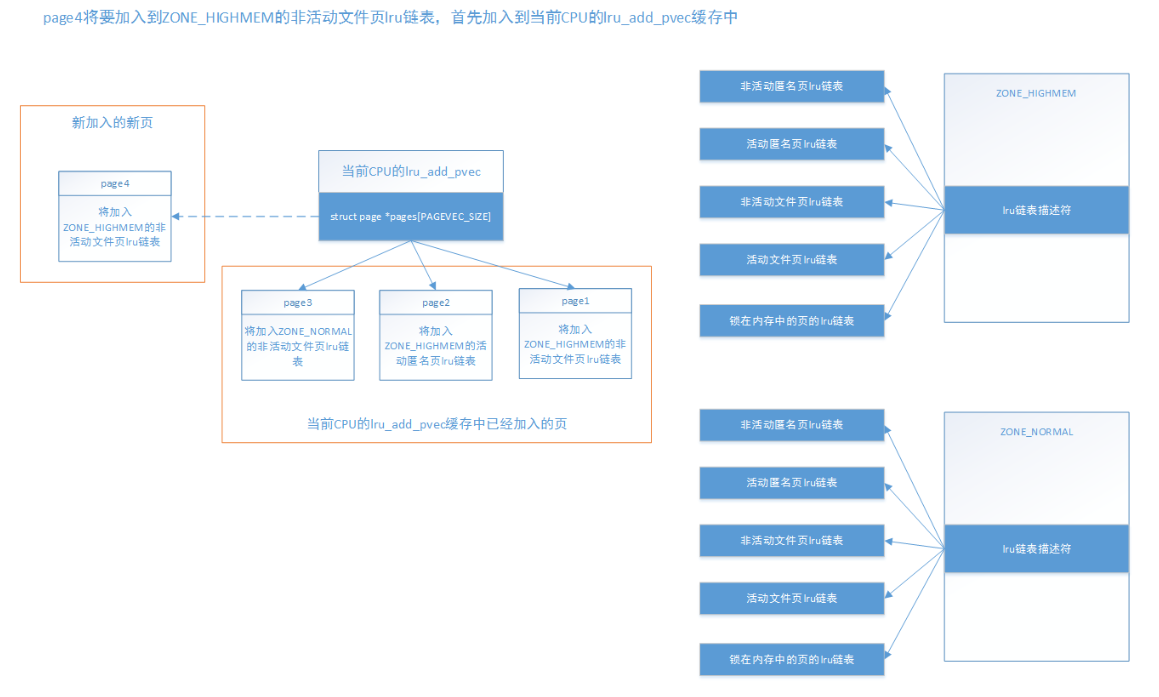 page4将要加入到ZONE_HIGHMEM的非活动文件页lru链表，首先加入到当前CPU的lru_add_pvec缓存中
新加入的新页
page4
将加入
ZONE_HIGHMEM的非
活动文件页lru链表
当前CPU的lru_add_pvec
struct page *pages[PAGEVEC_SIZE]
page3
将加入ZONE_NORMAL
的非活动文件页lru链
表
page2
将加入
ZONE_HIGHMEM的活
动匿名页lru链表
page1
将加入
ZONE_HIGHMEM的非
活动文件页lru链表
当前CPU的lru_add_pvec缓存中已经加入的页
非活动匿名页lru链表
活动匿名页lru链表
非活动文件页lru链表
活动文件页lru链表
锁在内存中的页的lru链表
ZONE_HIGHMEM
lru链表描述符
非活动匿名页lru链表
活动匿名页lru链表
非活动文件页lru链表
活动文件页lru链表
锁在内存中的页的lru链表
ZONE_NORMAL
lru链表描述符